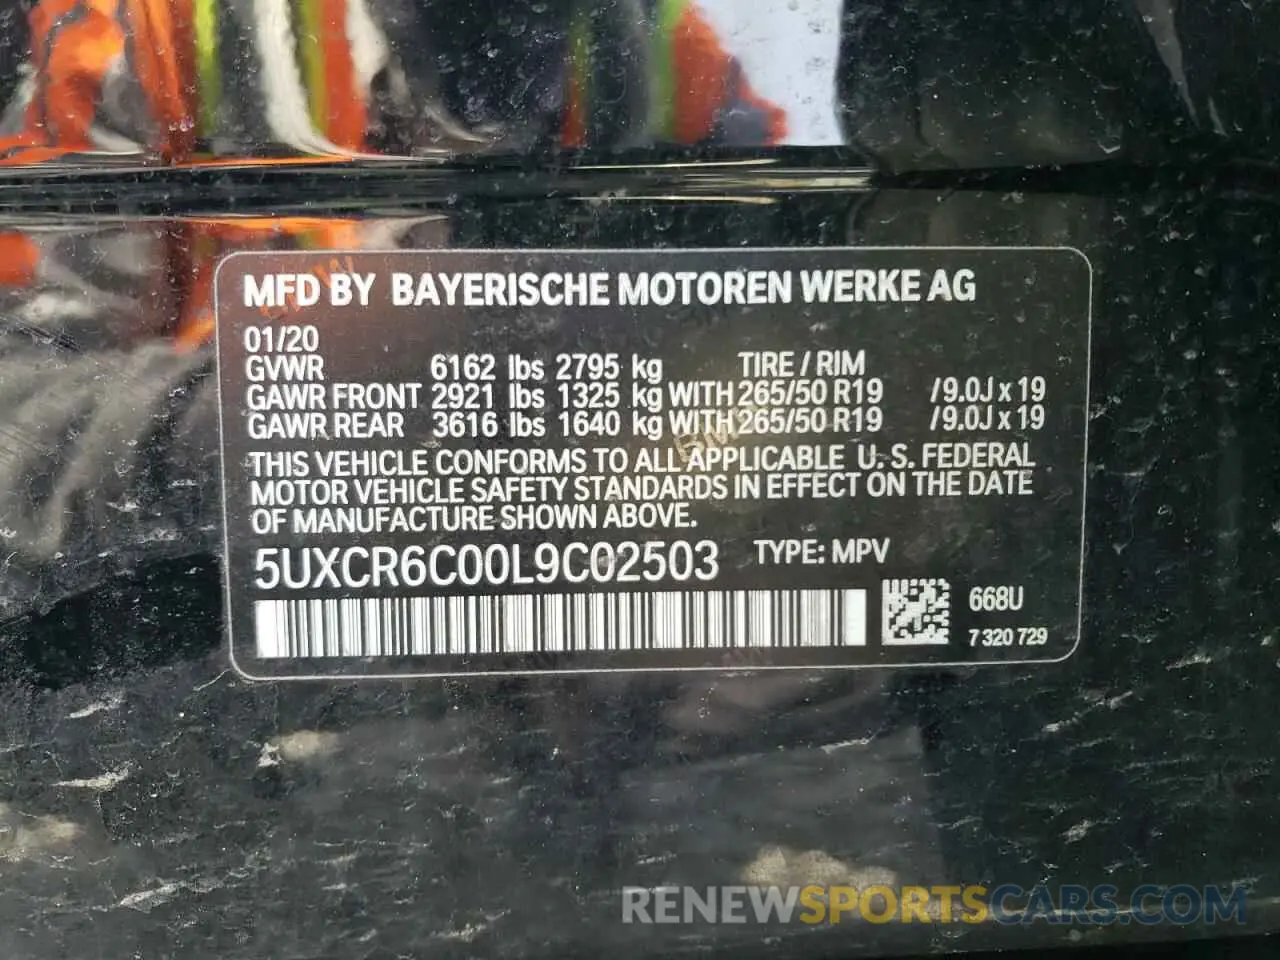 MFD BY BAYERISCHE MOTOREN WERKE AG
01/20
GVWR 6162 lbs 2795 kg TIRE / RIM
GAWR FRONT 2921 lbs 1325 kg WITH 265/50 R19 /9.0J x 19
GAWR REAR 3616 lbs 1640 kg WITH 265/50 R19 /9.0J x 19
THIS VEHICLE CONFORMS TO ALL APPLICABLE U. S. FEDERAL
MOTOR VEHICLE SAFETY STANDARDS IN EFFECT ON THE DATE
OF MANUFACTURE SHOWN ABOVE.
5UXCR6C00L9C02503 TYPE: MPV
668U
7 320 729
RENEWSPORTSCARS.COM